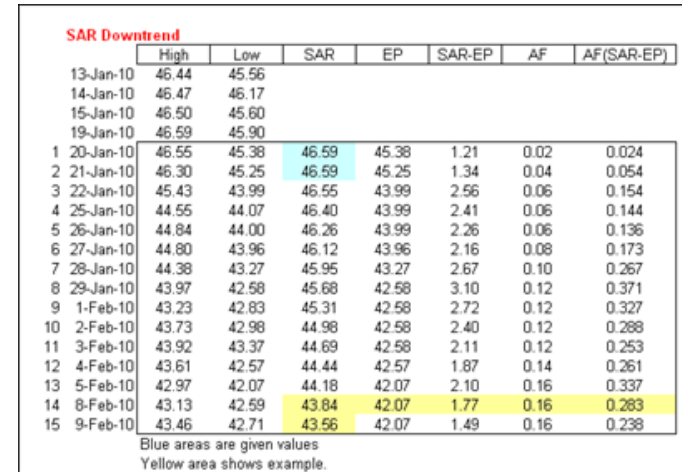 SAR Downtrend
High Low SAR EP SAR-EP AF AF(SAR-EP)
13-Jan-10 46.44 45.56
14-Jan-10 46.47 46.17
15-Jan-10 46.50 45.60
19-Jan-10 46.59 45.90
1 20-Jan-10 46.55 45.38 46.59 45.38 1.21 0.02 0.024
2 21-Jan-10 46.30 45.25 46.59 45.25 1.34 0.04 0.054
3 22-Jan-10 45.43 43.99 46.55 43.99 2.56 0.06 0.154
4 25-Jan-10 44.55 44.07 46.40 43.99 2.41 0.06 0.144
5 26-Jan-10 44.84 44.00 46.26 43.99 2.26 0.06 0.136
6 27-Jan-10 44.80 43.96 46.12 43.96 2.16 0.08 0.173
7 28-Jan-10 44.38 43.27 45.95 43.27 2.67 0.10 0.267
8 29-Jan-10 43.97 42.58 45.68 42.58 3.10 0.12 0.371
9 1-Feb-10 43.23 42.83 45.31 42.58 2.72 0.12 0.327
10 2-Feb-10 43.73 42.98 44.98 42.58 2.40 0.12 0.288
11 3-Feb-10 43.92 43.37 44.69 42.58 2.11 0.12 0.253
12 4-Feb-10 43.61 42.57 44.44 42.57 1.87 0.14 0.261
13 5-Feb-10 42.97 42.07 44.18 42.07 2.10 0.16 0.337
14 8-Feb-10 43.13 42.59 43.84 42.07 1.77 0.16 0.283
15 9-Feb-10 43.46 42.71 43.56 42.07 1.49 0.16 0.238
Blue areas are given values
Yellow area shows example.